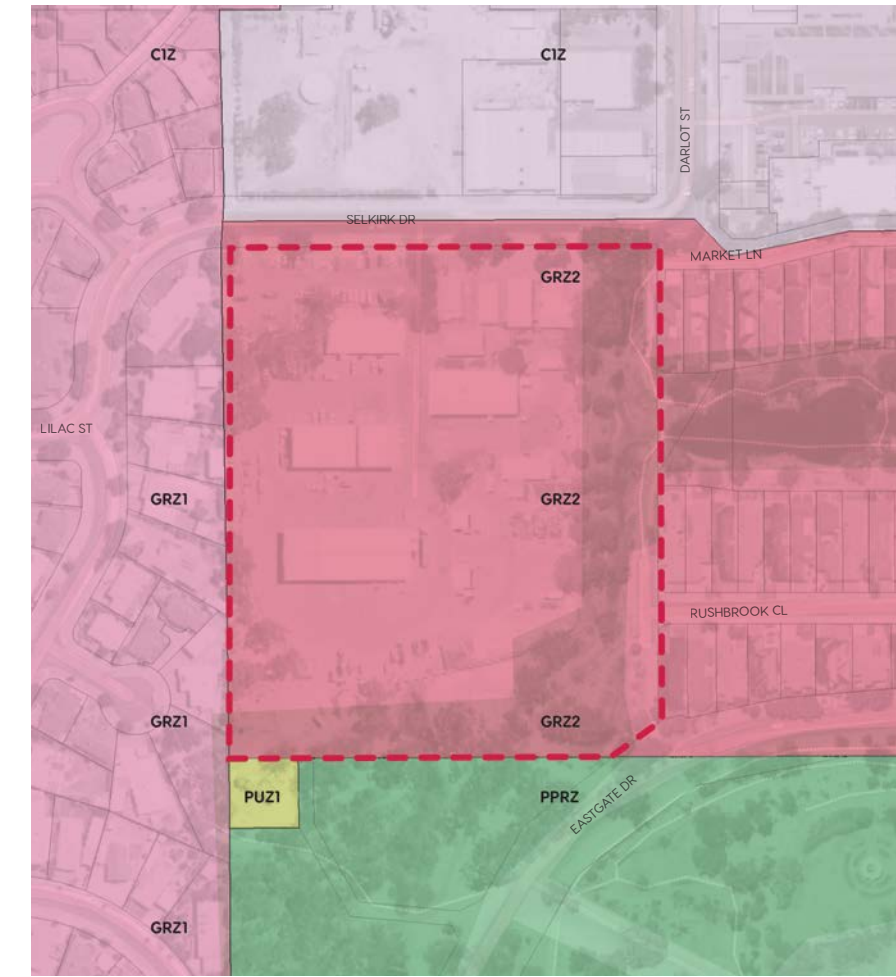 C1Z
C1Z
DARLOT ST
SELKIRK DR
MARKET LN
GRZ2
LILAC ST
GRZ1
GRZ2
RUSHBROOK CL
GRZ1
GRZ2
PUZ1
PPRZ
EASTGATE DR
GRZ1